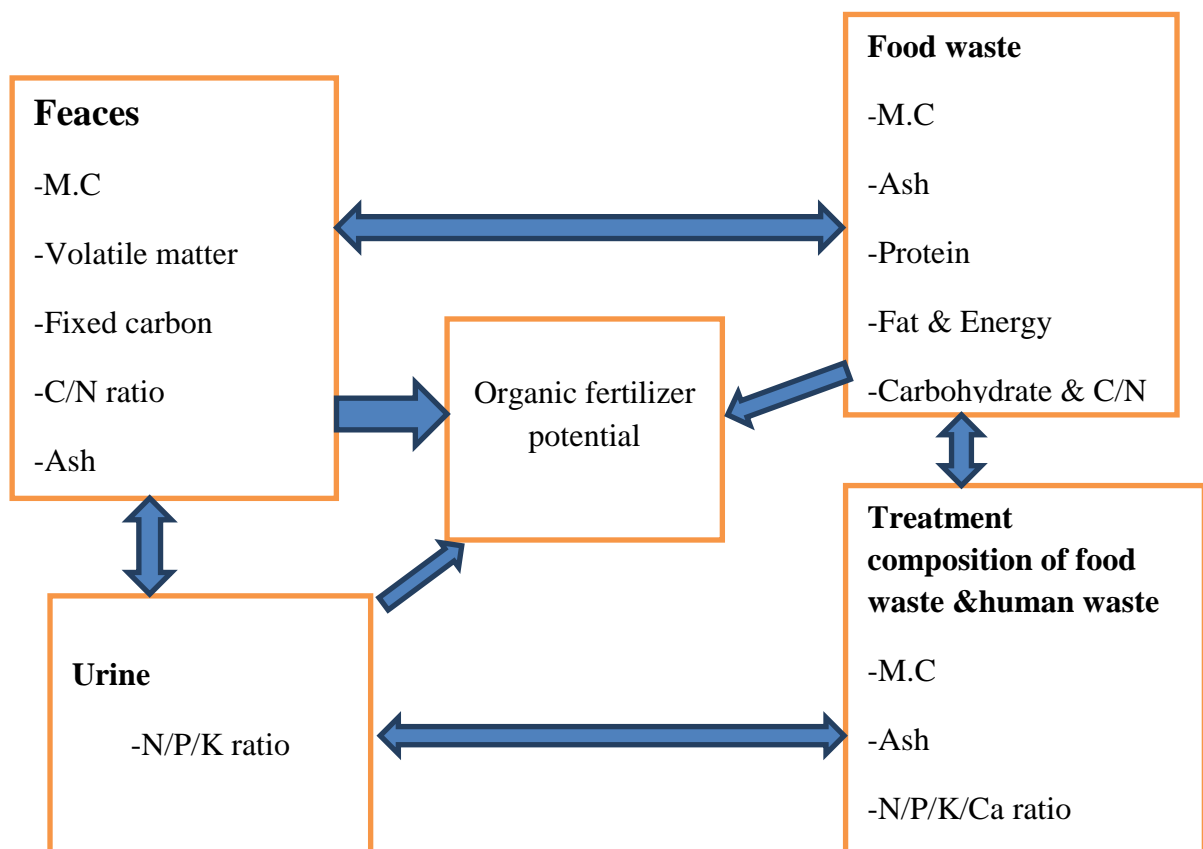 Feaces
-M.C
-Volatile matter
-Fixed carbon
-C/N ratio
-Ash
Food waste
-M.C
-Ash
-Protein
-Fat & Energy
-Carbohydrate & C/N
Organic fertilizer
potential
Urine
-N/P/K ratio
Treatment
composition of food
waste &human waste
-M.C
-Ash
-N/P/K/Ca ratio